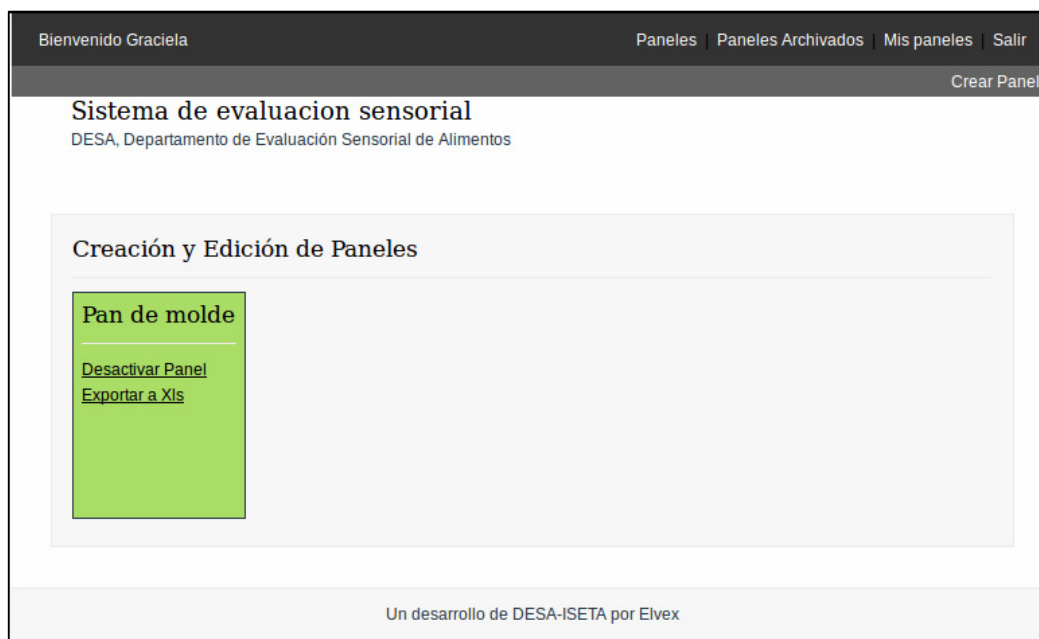 Bienvenido Graciela
Paneles | Paneles Archivados | Mis paneles | Salir
Crear Panel
Sistema de evaluacion sensorial
DESA, Departamento de Evaluación Sensorial de Alimentos
Creación y Edición de Paneles
Pan de molde
Desactivar Panel
Exportar a Xls
Un desarrollo de DESA-ISETA por Elvex